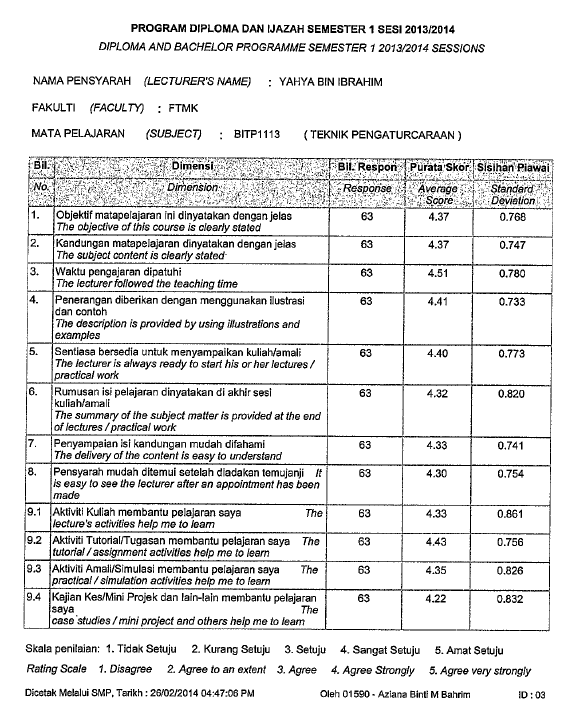 PROGRAM DIPLOMA DAN IJAZAH SEMESTER 1 SESI 2013/2014
DIPLOMA AND BACHELOR PROGRAMME SEMESTER 1 2013/2014 SESSIONS
NAMA PENSYARAH (LECTURER'S NAME) : YAHYA BIN IBRAHIM
FAKULTI (FACULTY) : FTMK
MATA PELAJARAN (SUBJECT) : BITP1113 ( TEKNIK PENGATURCARAAN )
Bil. Dimensi Bil. Respon Purata Skor Sisihan Piawai
No. Dimension Response Average Score Standard Deviation
1. Objektif matapelajaran ini dinyatakan dengan jelas 63 4.37 0.768
The objective of this course is clearly stated
2. Kandungan matapelajaran dinyatakan dengan jelas 63 4.37 0.747
The subject content is clearly stated
3. Waktu pengajaran dipatuhi 63 4.51 0.780
The lecturer followed the teaching time
4. Penerangan diberikan dengan menggunakan ilustrasi 63 4.41 0.733
dan contoh
The description is provided by using illustrations and
examples
5. Sentiasa bersedia untuk menyampaikan kuliah/amali 63 4.40 0.773
The lecturer is always ready to start his or her lectures /
practical work
6. Rumusan isi pelajaran dinyatakan di akhir sesi 63 4.32 0.820
kuliah/amali
The summary of the subject matter is provided at the end
of lectures / practical work
7. Penyampaian isi kandungan mudah difahami 63 4.33 0.741
The delivery of the content is easy to understand
8. Pensyarah mudah ditemui setelah diadakan temujanji It 63 4.30 0.754
is easy to see the lecturer after an appointment has been
made
9.1 Aktiviti Kuliah membantu pelajaran saya The 63 4.33 0.861
lecture's activities help me to learn
9.2 Aktiviti Tutorial/Tugasan membantu pelajaran saya The 63 4.43 0.756
tutorial / assignment activities help me to learn
9.3 Aktiviti Amali/Simulasi membantu pelajaran saya The 63 4.35 0.826
practical / simulation activities help me to learn
9.4 Kajian Kes/Mini Projek dan lain-lain membantu pelajaran 63 4.22 0.832
saya The
case studies / mini project and others help me to learn
Skala penilaian: 1. Tidak Setuju 2. Kurang Setuju 3. Setuju 4. Sangat Setuju 5. Amat Setuju
Rating Scale 1. Disagree 2. Agree to an extent 3. Agree 4. Agree Strongly 5. Agree very strongly
Dicetak Melalui SMP, Tarikh : 26/02/2014 04:47:06 PM Oleh 01590 - Aziana Binti M Bahrim ID : 03